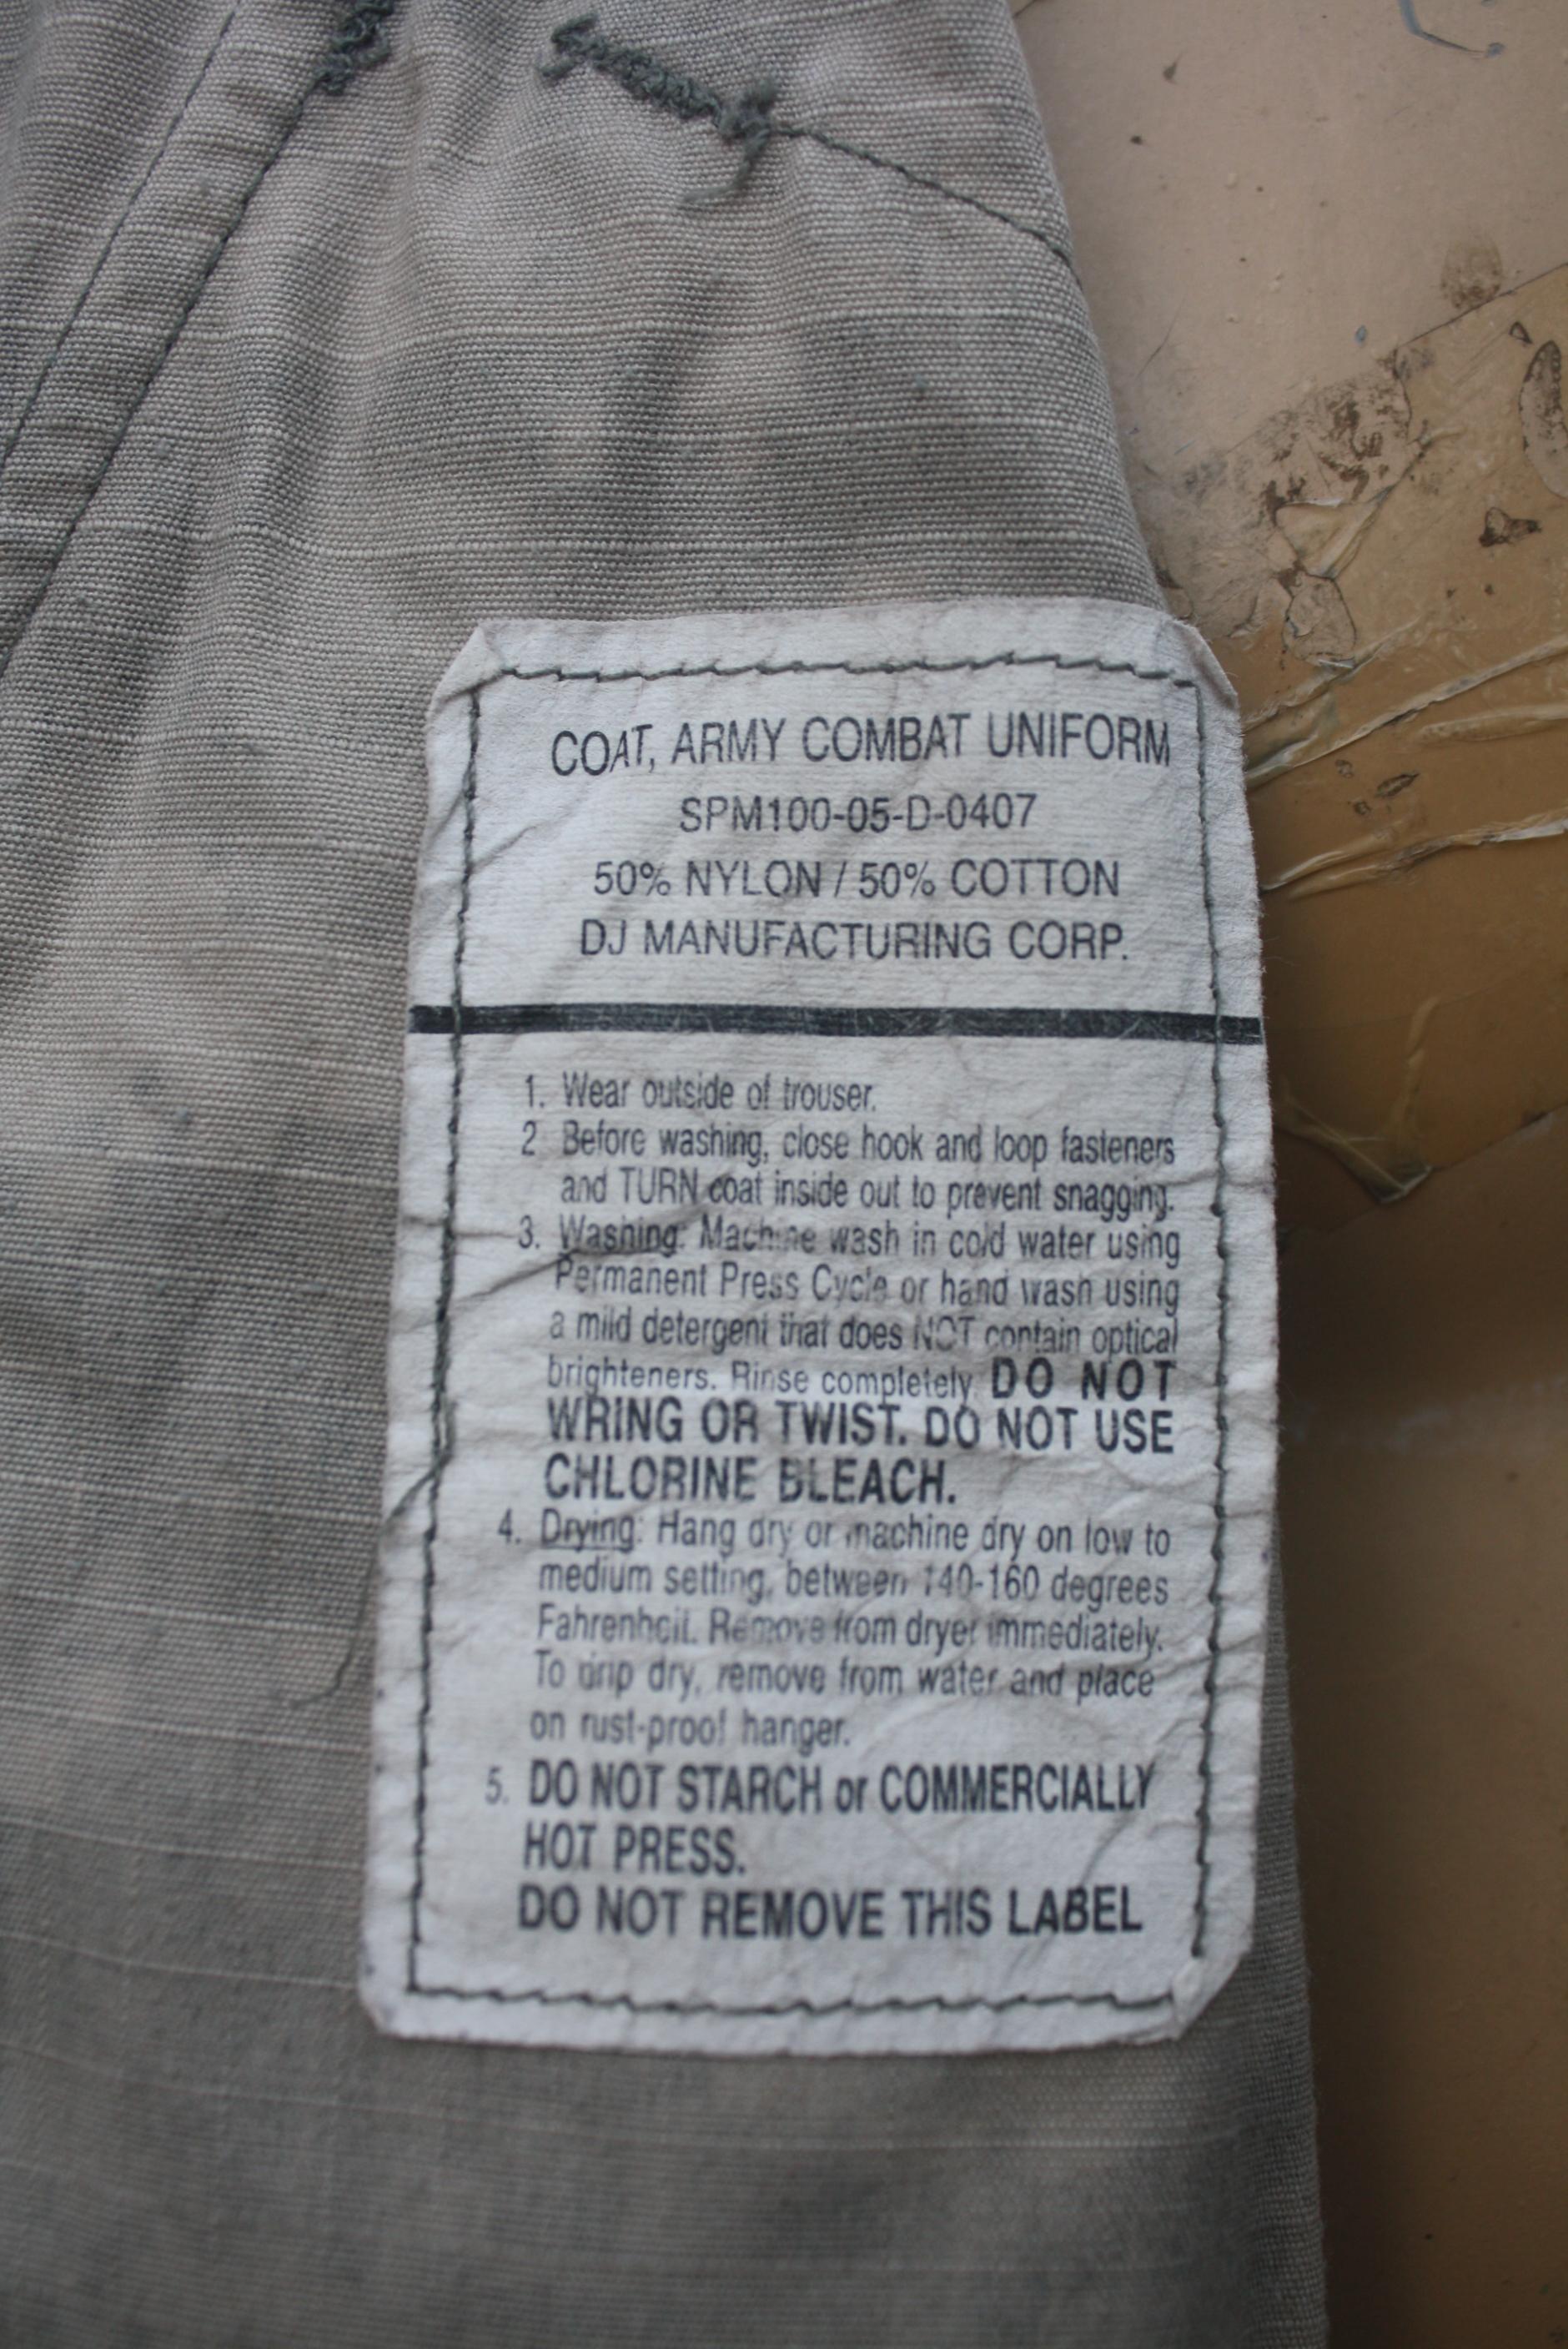 COAT, ARMY COMBAT UNIFORM
SPM100-05-D-0407
50% NYLON / 50% COTTON
DJ MANUFACTURING CORP.
1. Wear outside of trouser.
2 Before washing, close hook and loop fasteners
and TURN coat inside out to prevent snagging.
3. Washing: Machine wash in cold water using
Permanent Press Cycle or hand wash using
a mild detergent that does NOT contain optical
brighteners. Rinse completely. DO NOT
WRING OR TWIST. DO NOT USE
CHLORINE BLEACH.
4. Drying: Hang dry or machine dry on low to
medium setting, between 140-160 degrees
Fahrenheit. Remove from dryer immediately.
To drip dry, remove from water and place
on rust-proof hanger.
5. DO NOT STARCH or COMMERCIALLY
HOT PRESS.
DO NOT REMOVE THIS LABEL